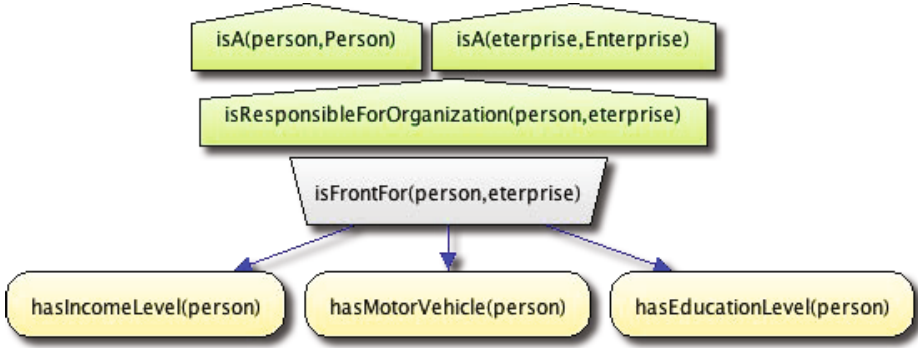 isA(person,Person)
isA(eterprise,Enterprise)
isResponsibleForOrganization(person,eterprise)
isFrontFor(person,eterprise)
hasIncomeLevel(person)
hasMotorVehicle(person)
hasEducationLevel(person)